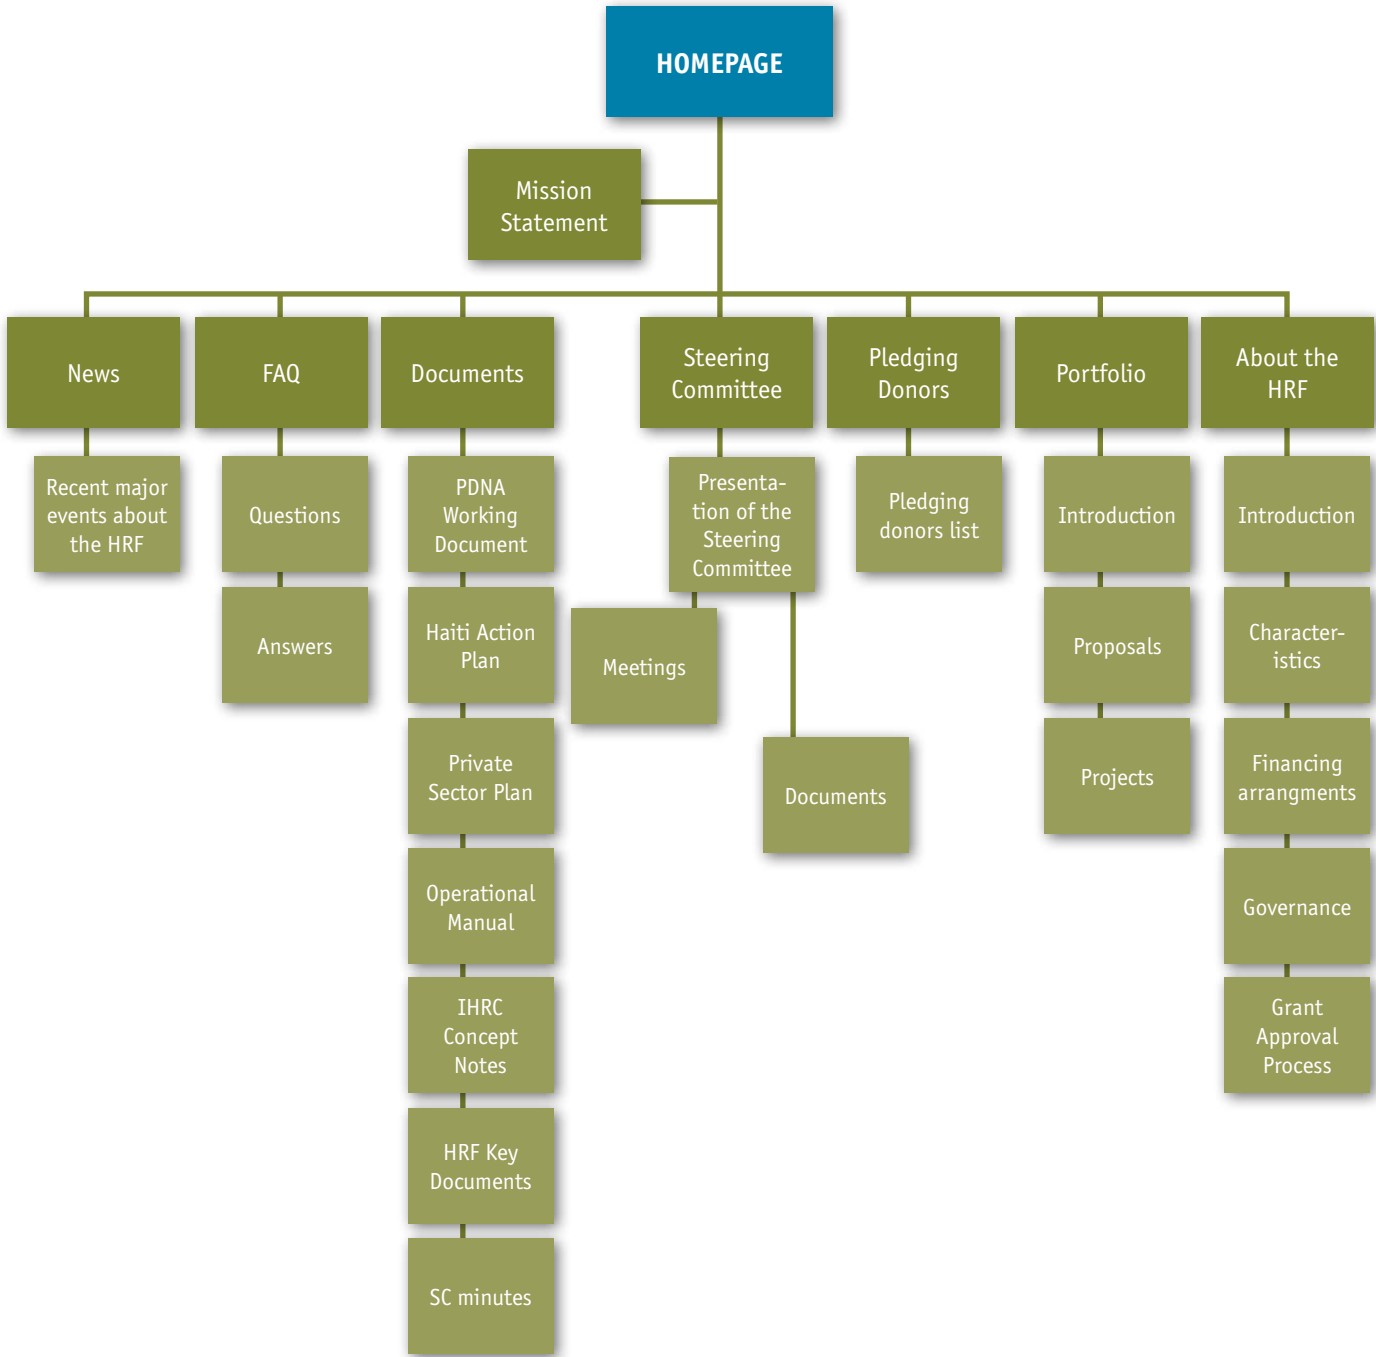 HOMEPAGE
Mission
Statement
News
FAQ
Documents
Steering
Committee
Pledging
Donors
Portfolio
About the
HRF
Recent major
events about
the HRF
Questions
Answers
PDNA
Working
Document
Haiti Action
Plan
Private
Sector Plan
Operational
Manual
IHRC
Concept
Notes
HRF Key
Documents
SC minutes
Presenta-
tion of the
Steering
Committee
Meetings
Documents
Pledging
donors list
Introduction
Proposals
Projects
Introduction
Character-
istics
Financing
arrangments
Governance
Grant
Approval
Process